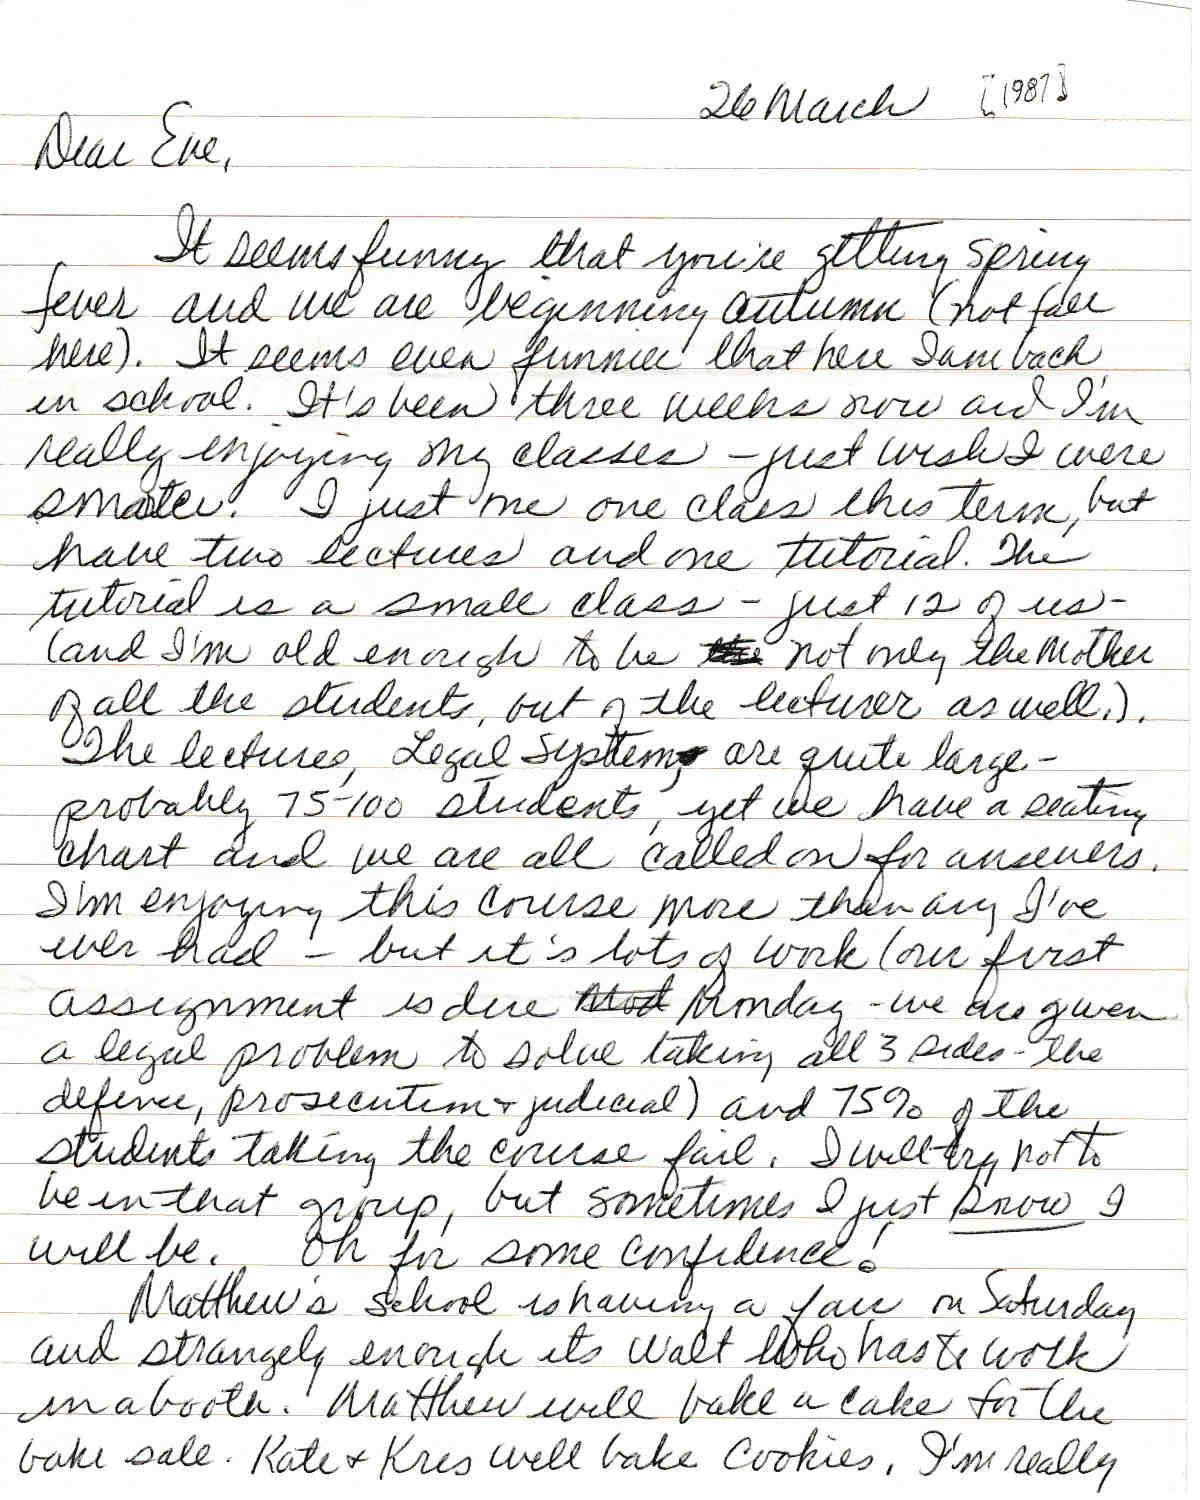 26 March [1987]
Dear Eve,
It seems funny that you're getting spring
fever and we are beginning autumn (not fall
here). It seems even funnier that here I am back
in school. It's been three weeks now and I'm
really enjoying my classes - just wish I were
smarter. I just me one class this term, but
have two lectures and one tutorial. The
tutorial is a small class - just 12 of us -
(and I'm old enough to be the not only the mother
of all the students, but of the lecturer as well.).
The lectures, Legal Systems are quite large -
probably 75-100 students, yet we have a seating
chart and we are all called on for answers.
I'm enjoying this course more than any I've
ever had - but it's lots of work (our first
assignment is due Mod Monday - we are given
a legal problem to solve taking all 3 sides - the
defence, prosecution + judicial) and 75% of the
students taking the course fail. I will try not to
be in that group, but sometimes I just know I
will be. Oh for some confidence!
Matthew's school is having a fair on Saturday
and strangely enough its Walt who has to work
in a booth. Matthew will bake a cake for the
bake sale. Kate + Kris will bake cookies. I'm really